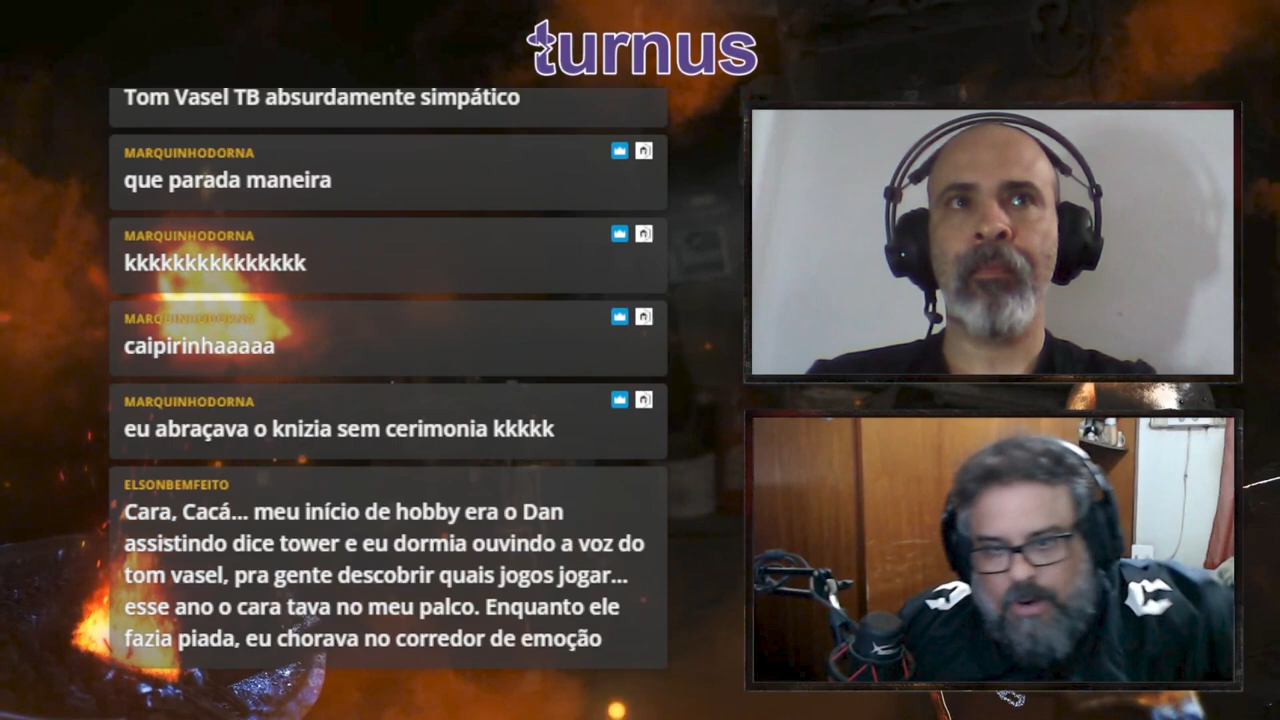 turnus
Tom Vasel TB absurdamente simpático
MARQUINHODORNA
que parada maneira
MARQUINHODORNA
kkkkkkkkkkkkkkk
MARQUINHODORNA
caipirinhaaaaa
MARQUINHODORNA
eu abraçava o knizia sem cerimonia kkkkk
ELSONBEMFEITO
Cara, Cacá... meu início de hobby era o Dan
assistindo dice tower e eu dormia ouvindo a voz do
tom vasel, pra gente descobrir quais jogos jogar...
esse ano o cara tava no meu palco. Enquanto ele
fazia piada, eu chorava no corredor de emoção